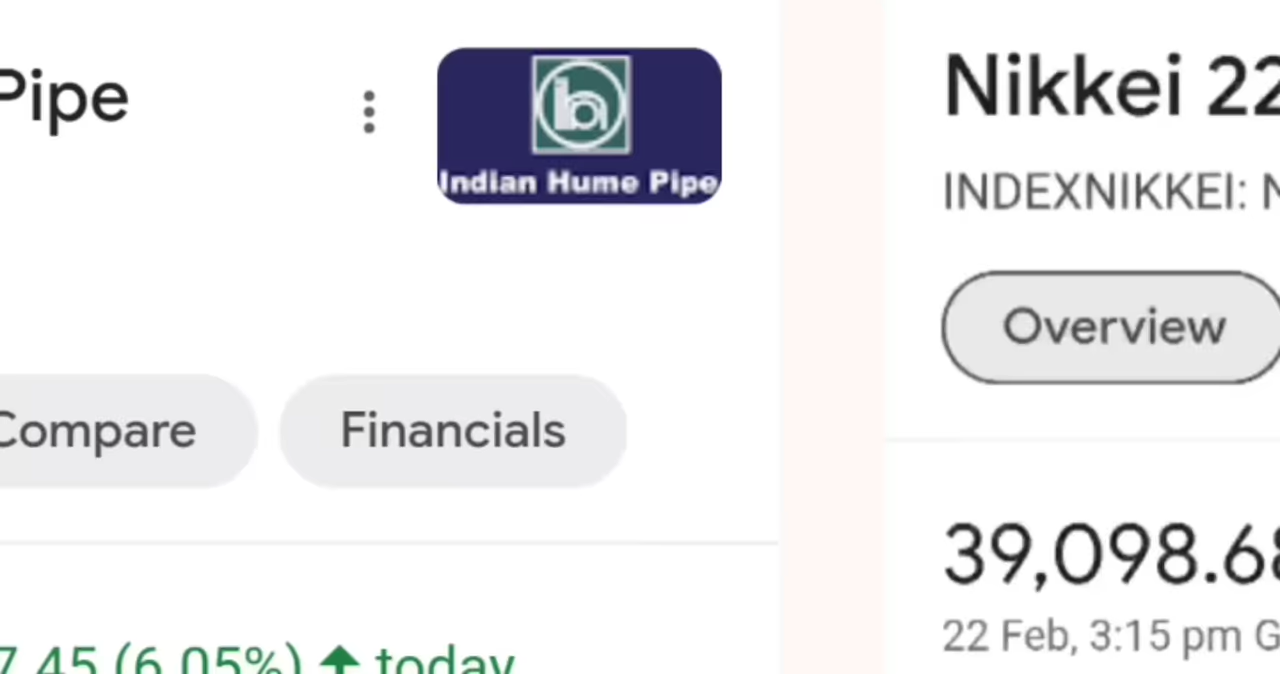 Pipe
Indian Hume Pipe
Compare
Financials
7.45 (6.05%) ↑ today
Nikkei 22
INDEXNIKKEI: N
Overview
39,098.68
22 Feb, 3:15 pm G